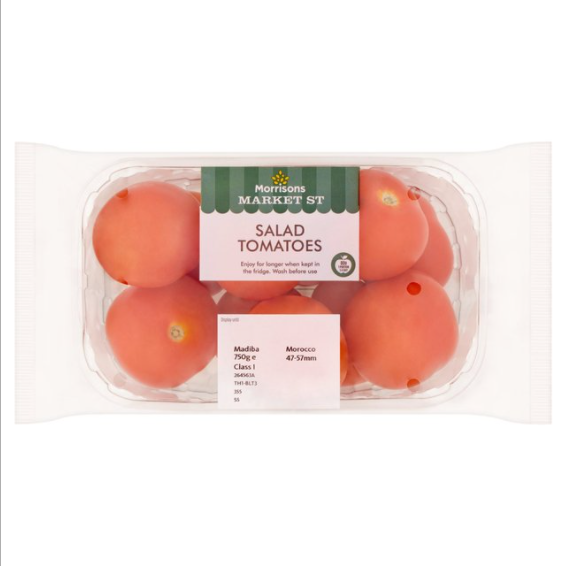 Morrisons
MARKET ST
SALAD
TOMATOES
Enjoy for longer when kept in
the fridge. Wash before use
Madiba Morocco
750g e 47-57mm
Class I